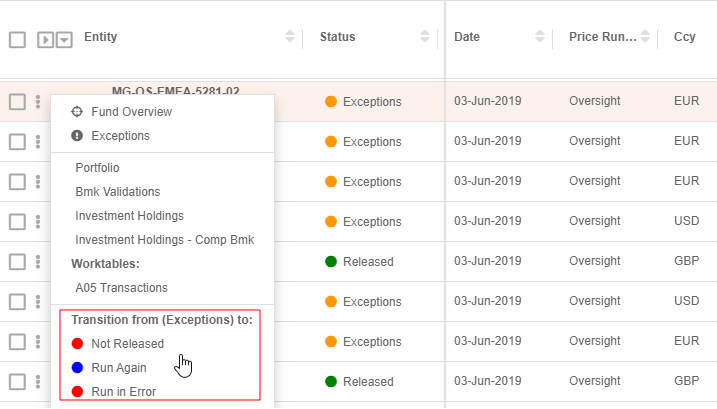 Entity Status Date Price Run... Ccy
MG-OS-EMEA-5281-02
Exceptions 03-Jun-2019 Oversight EUR
Fund Overview
Exceptions
Exceptions 03-Jun-2019 Oversight EUR
Portfolio
Exceptions 03-Jun-2019 Oversight EUR
Bmk Validations
Investment Holdings
Exceptions 03-Jun-2019 Oversight USD
Investment Holdings - Comp Bmk
Worktables:
Released 03-Jun-2019 Oversight GBP
A05 Transactions
Exceptions 03-Jun-2019 Oversight USD
Transition from (Exceptions) to:
Not Released
Exceptions 03-Jun-2019 Oversight EUR
Run Again
Released 03-Jun-2019 Oversight GBP
Run in Error